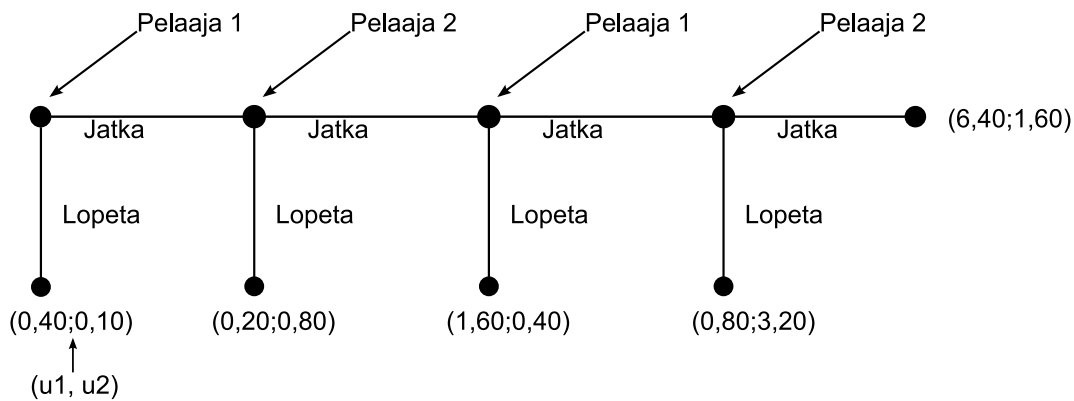 Pelaaja 1
Pelaaja 2
Pelaaja 1
Pelaaja 2
Jatka
Jatka
Jatka
Jatka
(6,40;1,60)
Lopeta
Lopeta
Lopeta
Lopeta
(0,40;0,10)
(0,20;0,80)
(1,60;0,40)
(0,80;3,20)
(u1, u2)